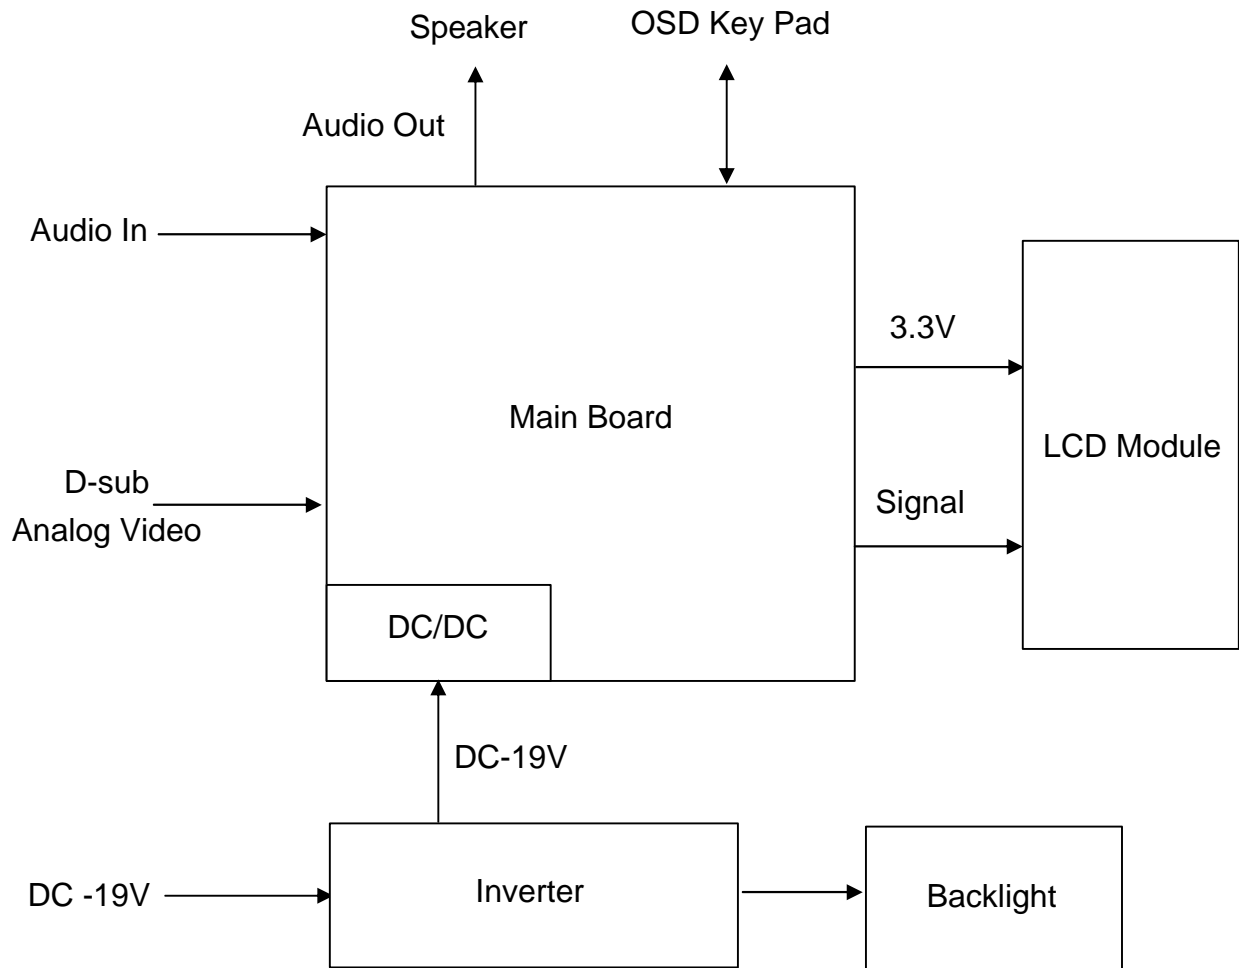 Speaker
OSD Key Pad
Audio Out
Audio In
3.3V
Main Board
LCD Module
D-sub
Analog Video
Signal
DC/DC
DC-19V
DC -19V
Inverter
Backlight